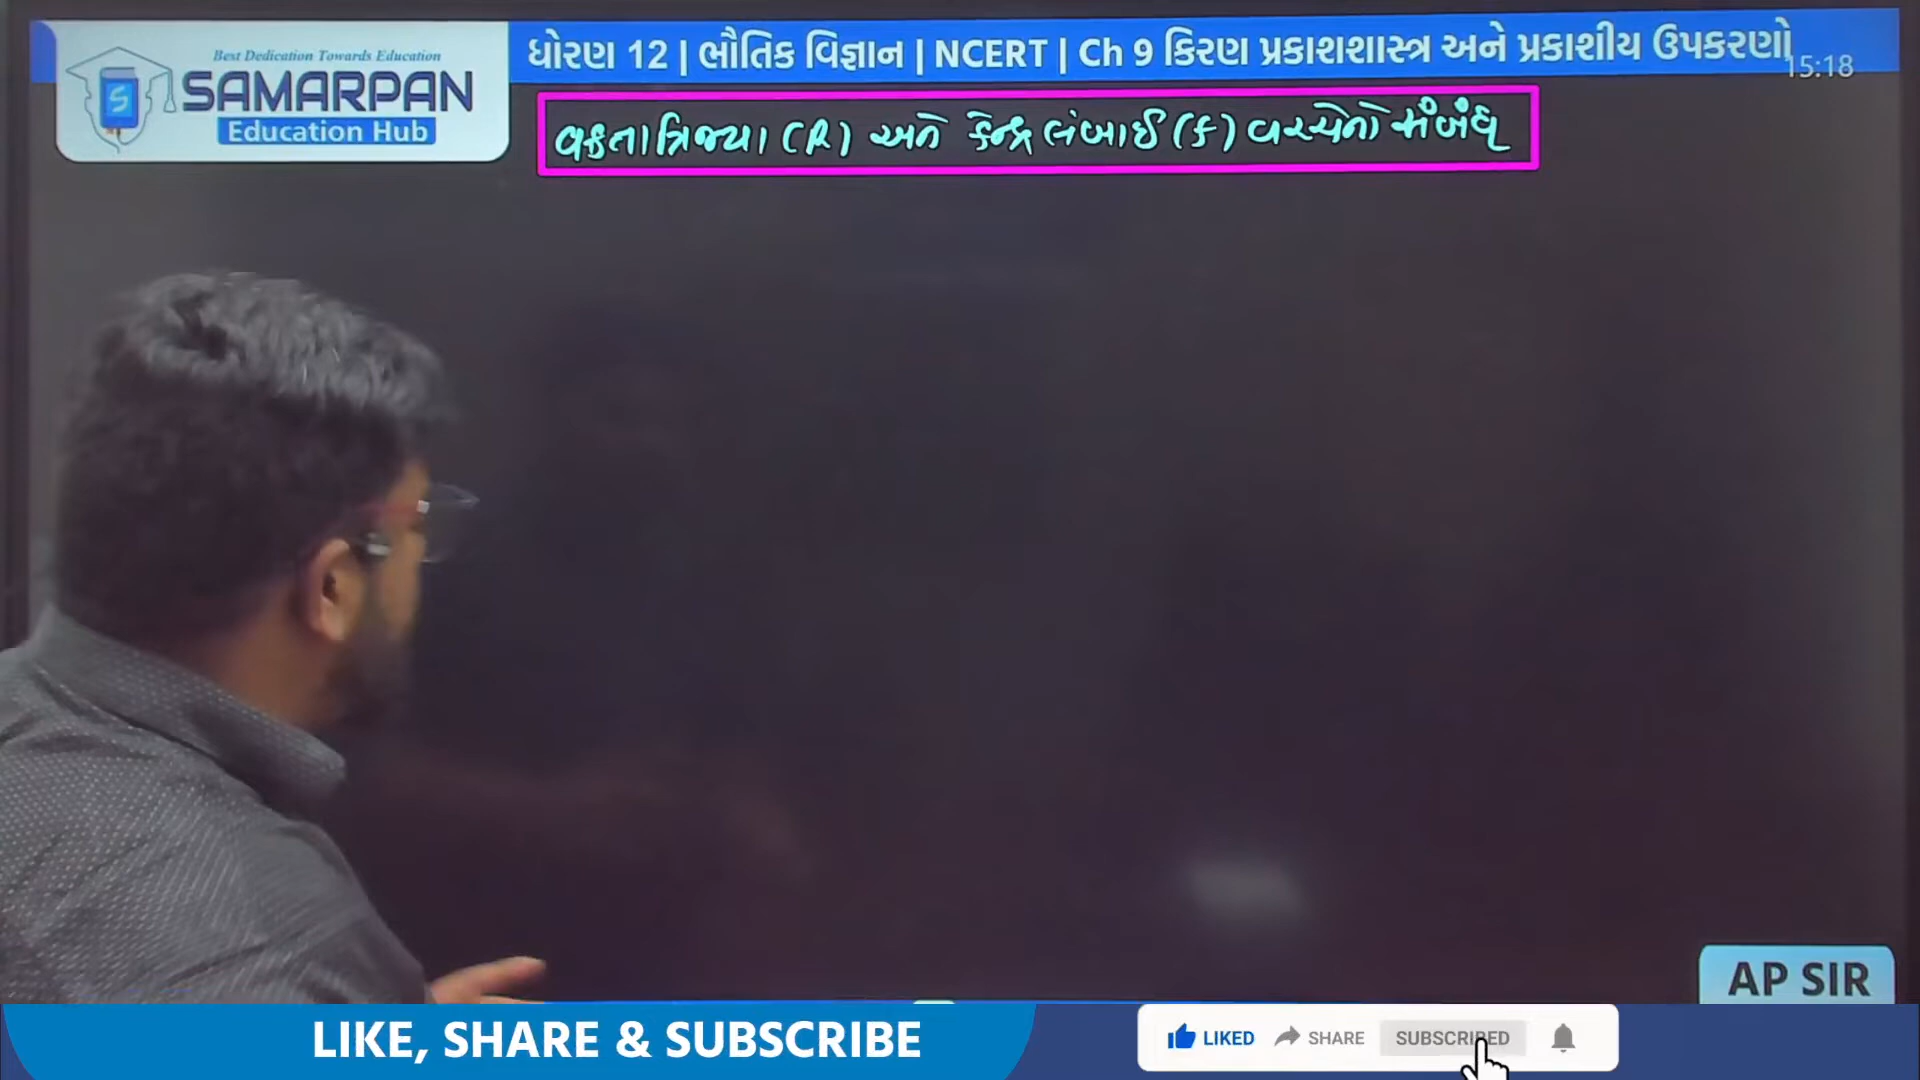 Best Dedication Towards Education
SAMARPAN
Education Hub
S
ધોરણ 12 | ભૌતિક વિજ્ઞાન | NCERT | Ch 9 કિરણ પ્રકાશશાસ્ત્ર અને પ્રકાશીય ઉપકરણો
15:18
વક્રતાત્રિજ્યા (R) અને કેન્દ્ર લંબાઈ (f) વચ્ચેનો સંબંધ
AP SIR
LIKE, SHARE & SUBSCRIBE
LIKED SHARE SUBSCRIBED